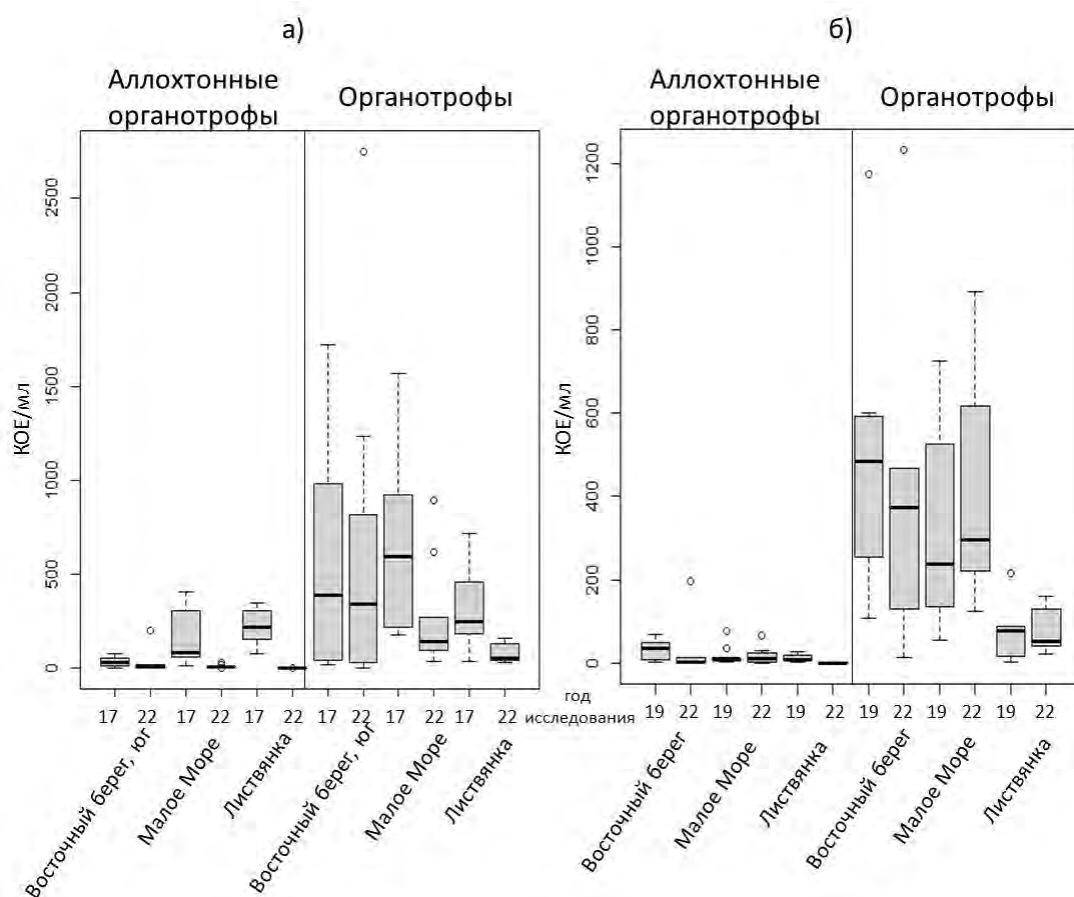 а)
Аллохтонные
органотрофы
Органотрофы
КОЕ/мл
2500
2000
1500
1000
500
0
17 22 17 22 17 22 17 22 17 22 17 22
год
исследования
Восточный берег, юг
Малое Море
Листвянка
Восточный берег, юг
Малое Море
Листвянка
б)
Аллохтонные
органотрофы
Органотрофы
КОЕ/мл
1200
1000
800
600
400
200
0
19 22 19 22 19 22 19 22 19 22 19 22
Восточный берег
Малое Море
Листвянка
Восточный берег
Малое Море
Листвянка